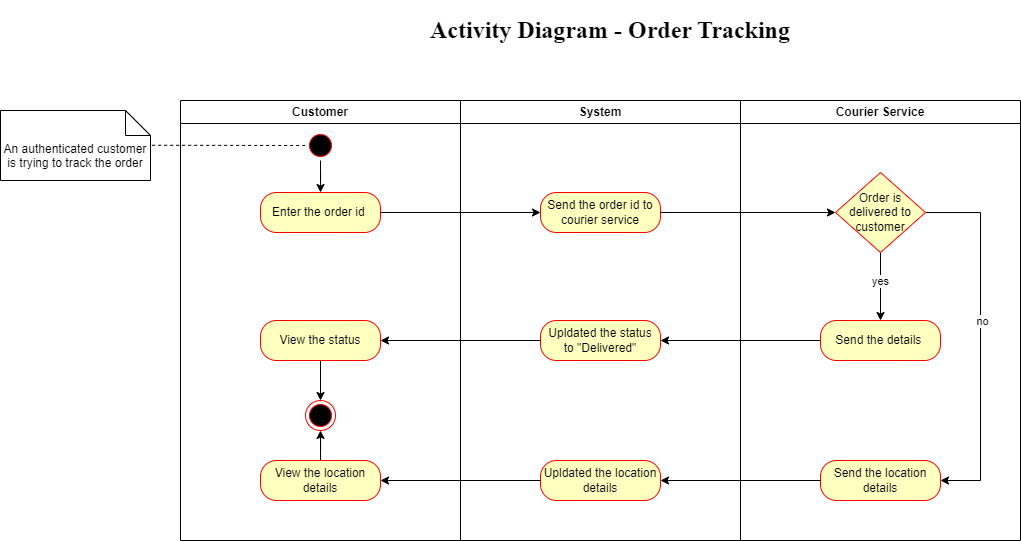 Activity Diagram - Order Tracking
Customer
System
Courier Service
An authenticated customer
is trying to track the order
Enter the order id
Send the order id to
courier service
Order is
delivered to
customer
yes
no
View the status
Upldated the status
to "Delivered"
Send the details
View the location
details
Upldated the location
details
Send the location
details